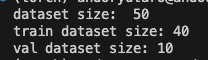 dataset size:  50
train dataset size: 40
val dataset size: 10